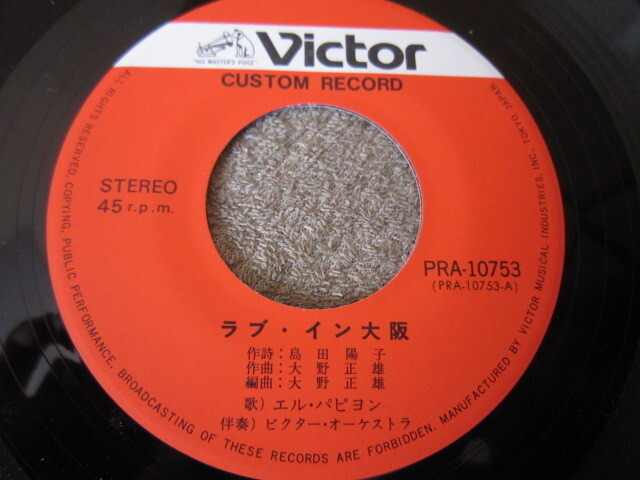 "HIS MASTER'S VOICE"
Victor
CUSTOM RECORD
STEREO
45 r.p.m.
PRA-10753
(PRA-10753-A)
ラブ・イン大阪
作詩：島田陽子
作曲：大野正雄
編曲：大野正雄
歌）エル・パピヨン
伴奏）ビクター・オーケストラ
ALL RIGHTS RESERVED. COPYING, PUBLIC PERFORMANCE, BROADCASTING OF THESE RECORDS ARE FORBIDDEN. MANUFACTURED BY VICTOR MUSICAL INDUSTRIES, INC., TOKYO, JAPAN